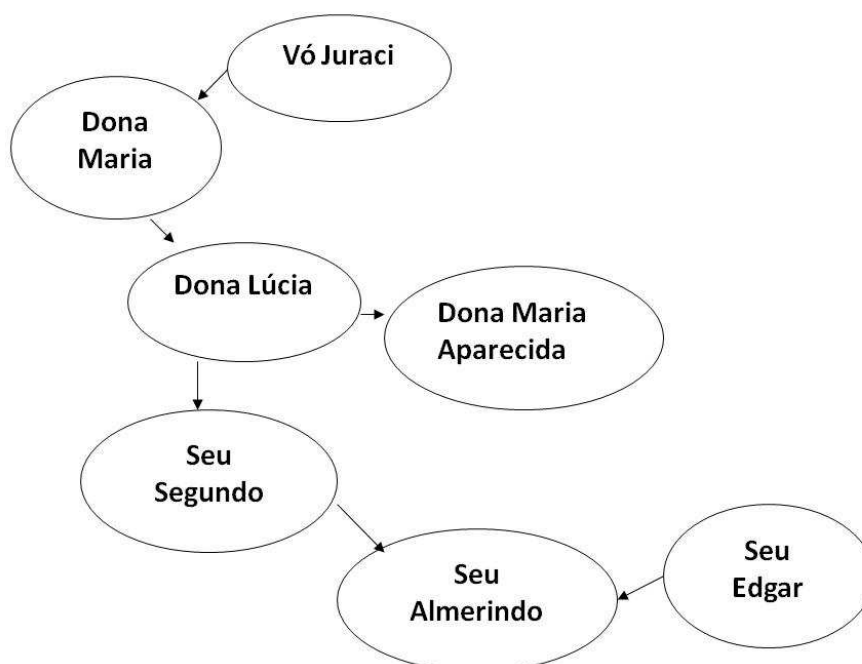 Vó Juraci
Dona
Maria
Dona Lúcia
Dona Maria
Aparecida
Seu
Segundo
Seu
Almerindo
Seu
Edgar